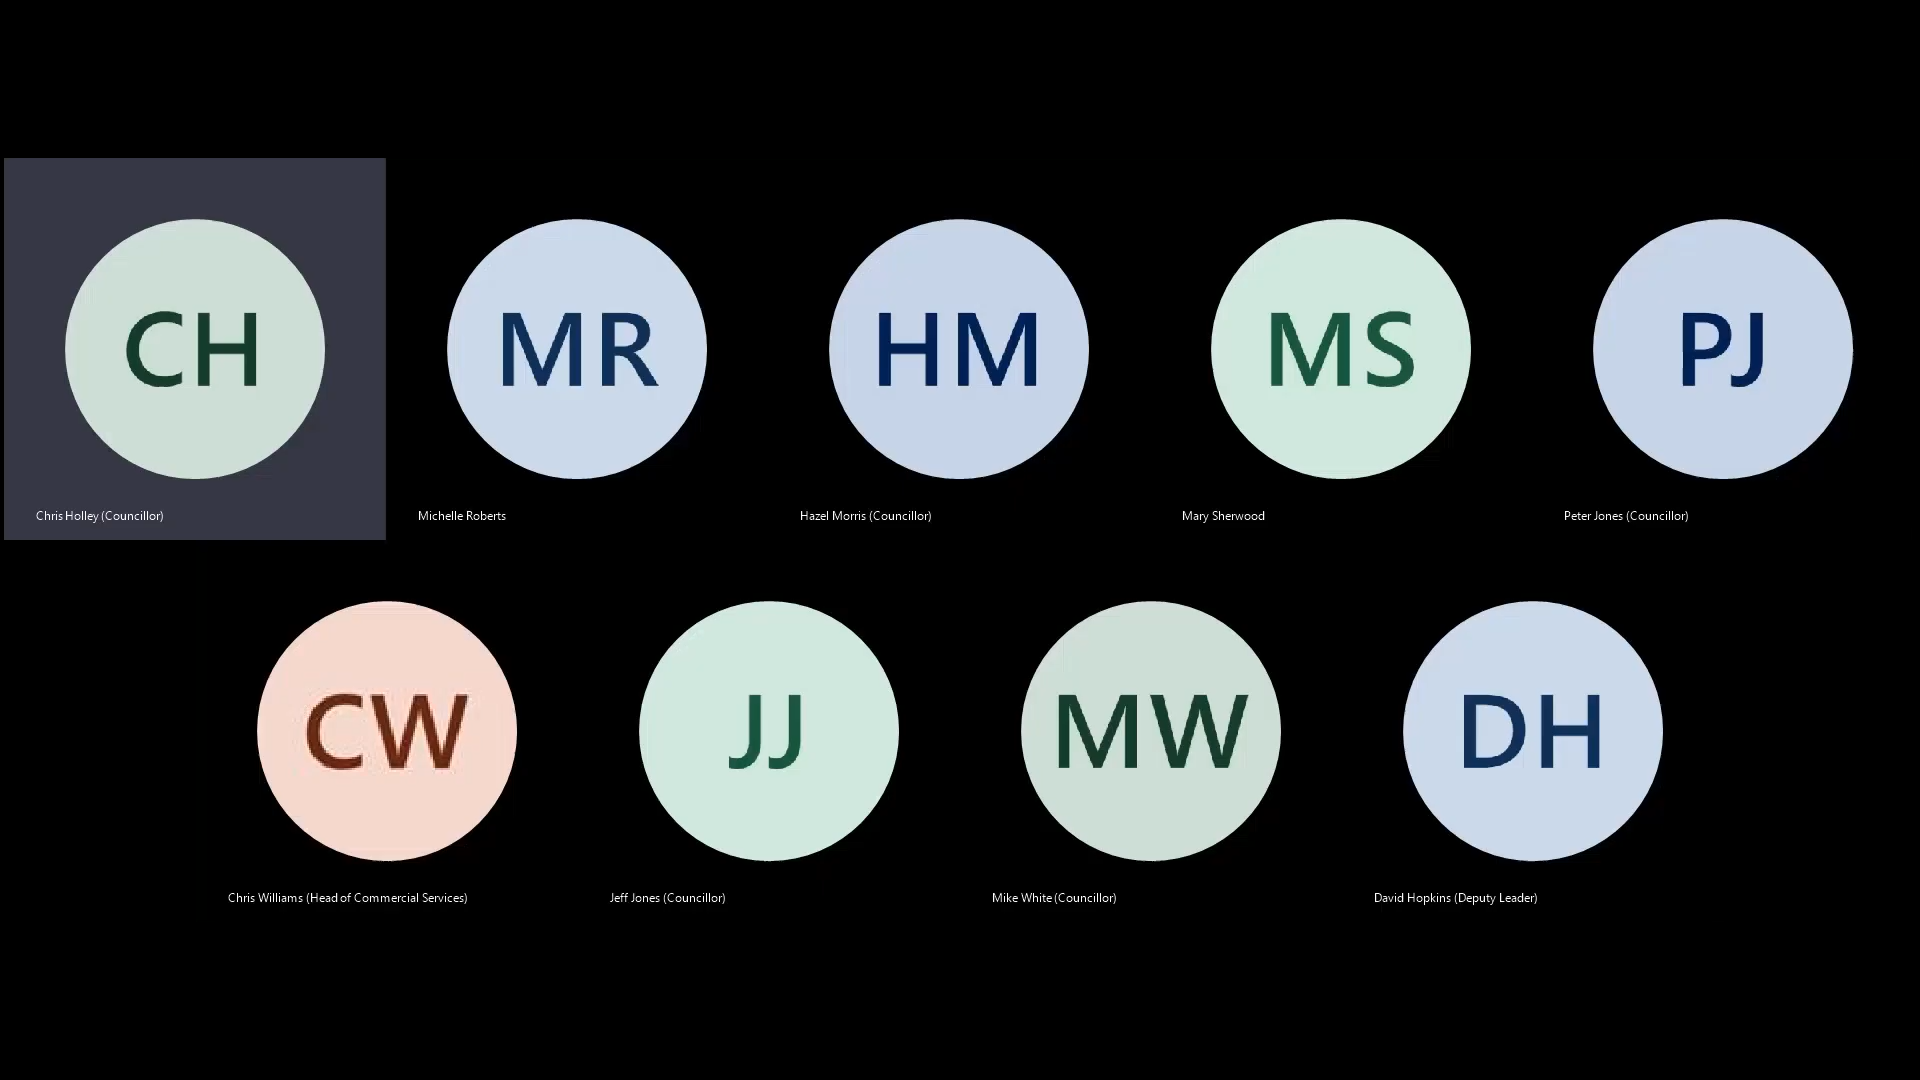 CH
MR
HM
MS
PJ
Chris Holley (Councillor)
Michelle Roberts
Hazel Morris (Councillor)
Mary Sherwood
Peter Jones (Councillor)
CW
JJ
MW
DH
Chris Williams (Head of Commercial Services)
Jeff Jones (Councillor)
Mike White (Councillor)
David Hopkins (Deputy Leader)